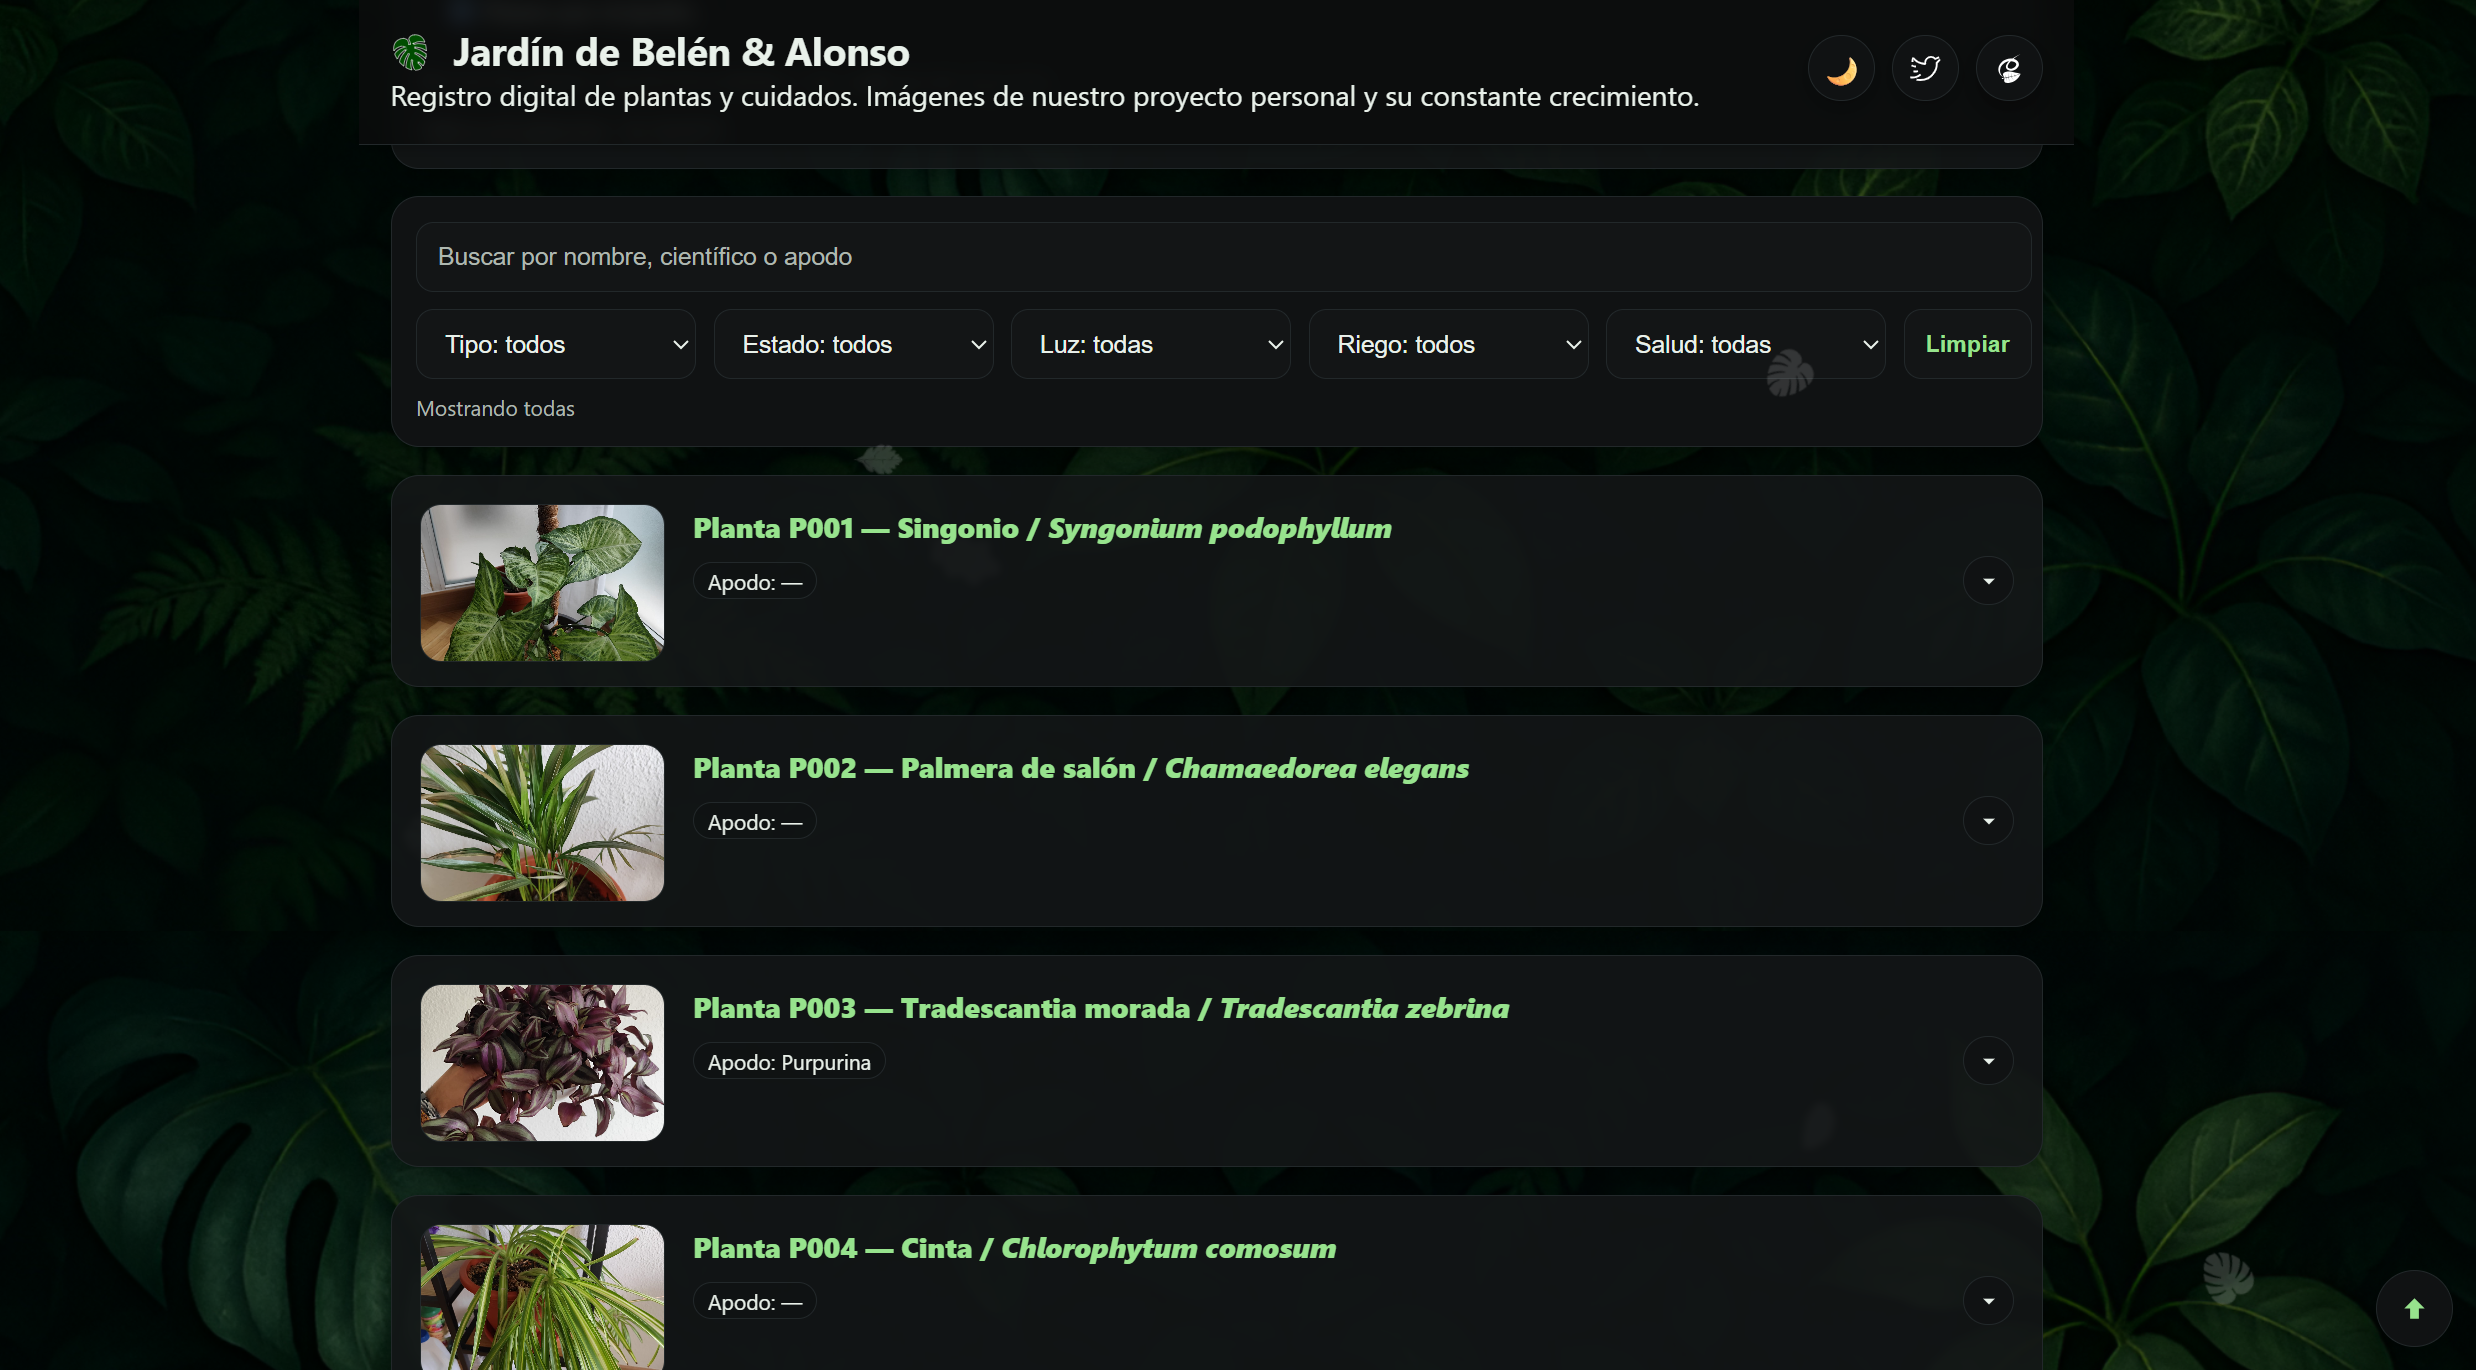 Jardín de Belén & Alonso
Registro digital de plantas y cuidados. Imágenes de nuestro proyecto personal y su constante crecimiento.
Buscar por nombre, científico o apodo
Tipo: todos
Estado: todos
Luz: todas
Riego: todos
Salud: todas
Limpiar
Mostrando todas
Planta P001 — Singonio / Syngonium podophyllum
Apodo: —
Planta P002 — Palmera de salón / Chamaedorea elegans
Apodo: —
Planta P003 — Tradescantia morada / Tradescantia zebrina
Apodo: Purpurina
Planta P004 — Cinta / Chlorophytum comosum
Apodo: —